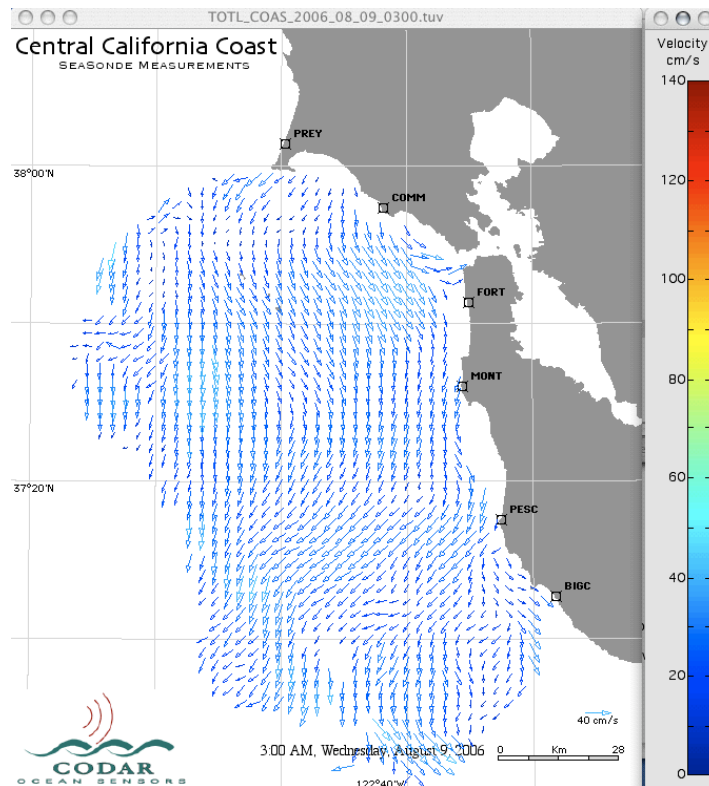 TOTL_COAS_2006_08_09_0300.tuv
Central California Coast
SEASONDE MEASUREMENTS
Velocity
cm/s
140
120
100
80
60
40
20
0
PREY
38°00'N
COMM
FORT
MONT
37°20'N
PESC
BIGC
40 cm/s
3:00 AM, Wednesday, August 9, 2006
0 Km 28
CODAR
OCEAN SENSORS
122°40'W